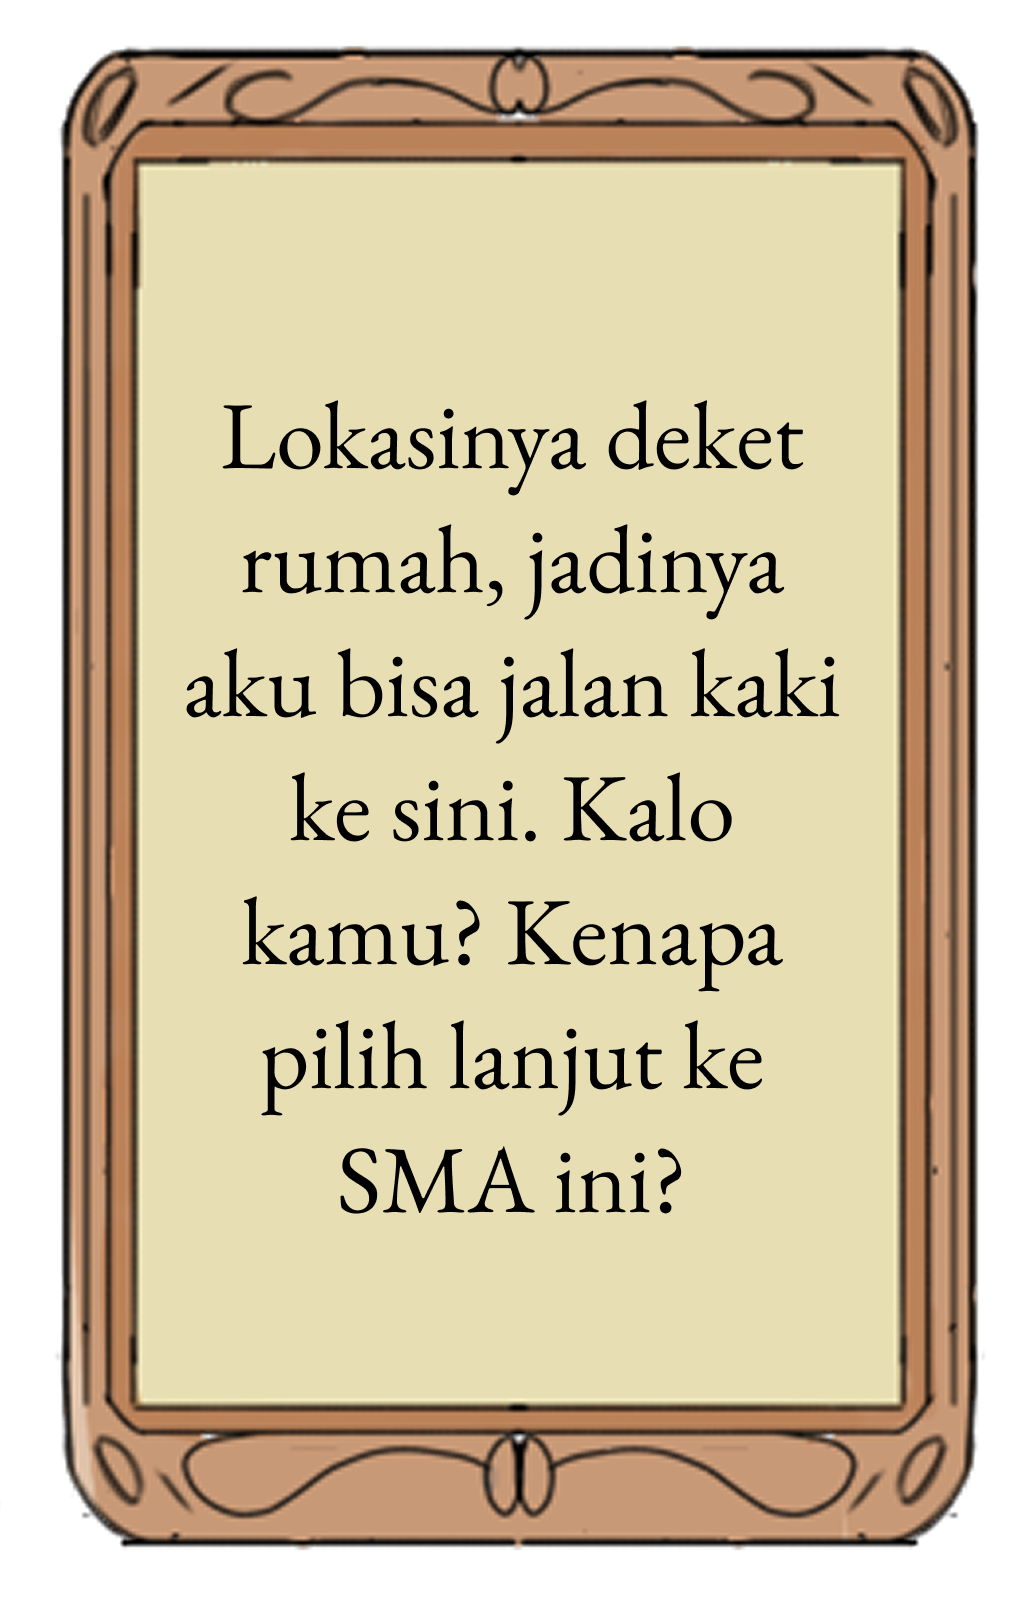 Lokasinya deket
rumah, jadinya
aku bisa jalan kaki
ke sini. Kalo
kamu? Kenapa
pilih lanjut ke
SMA ini?